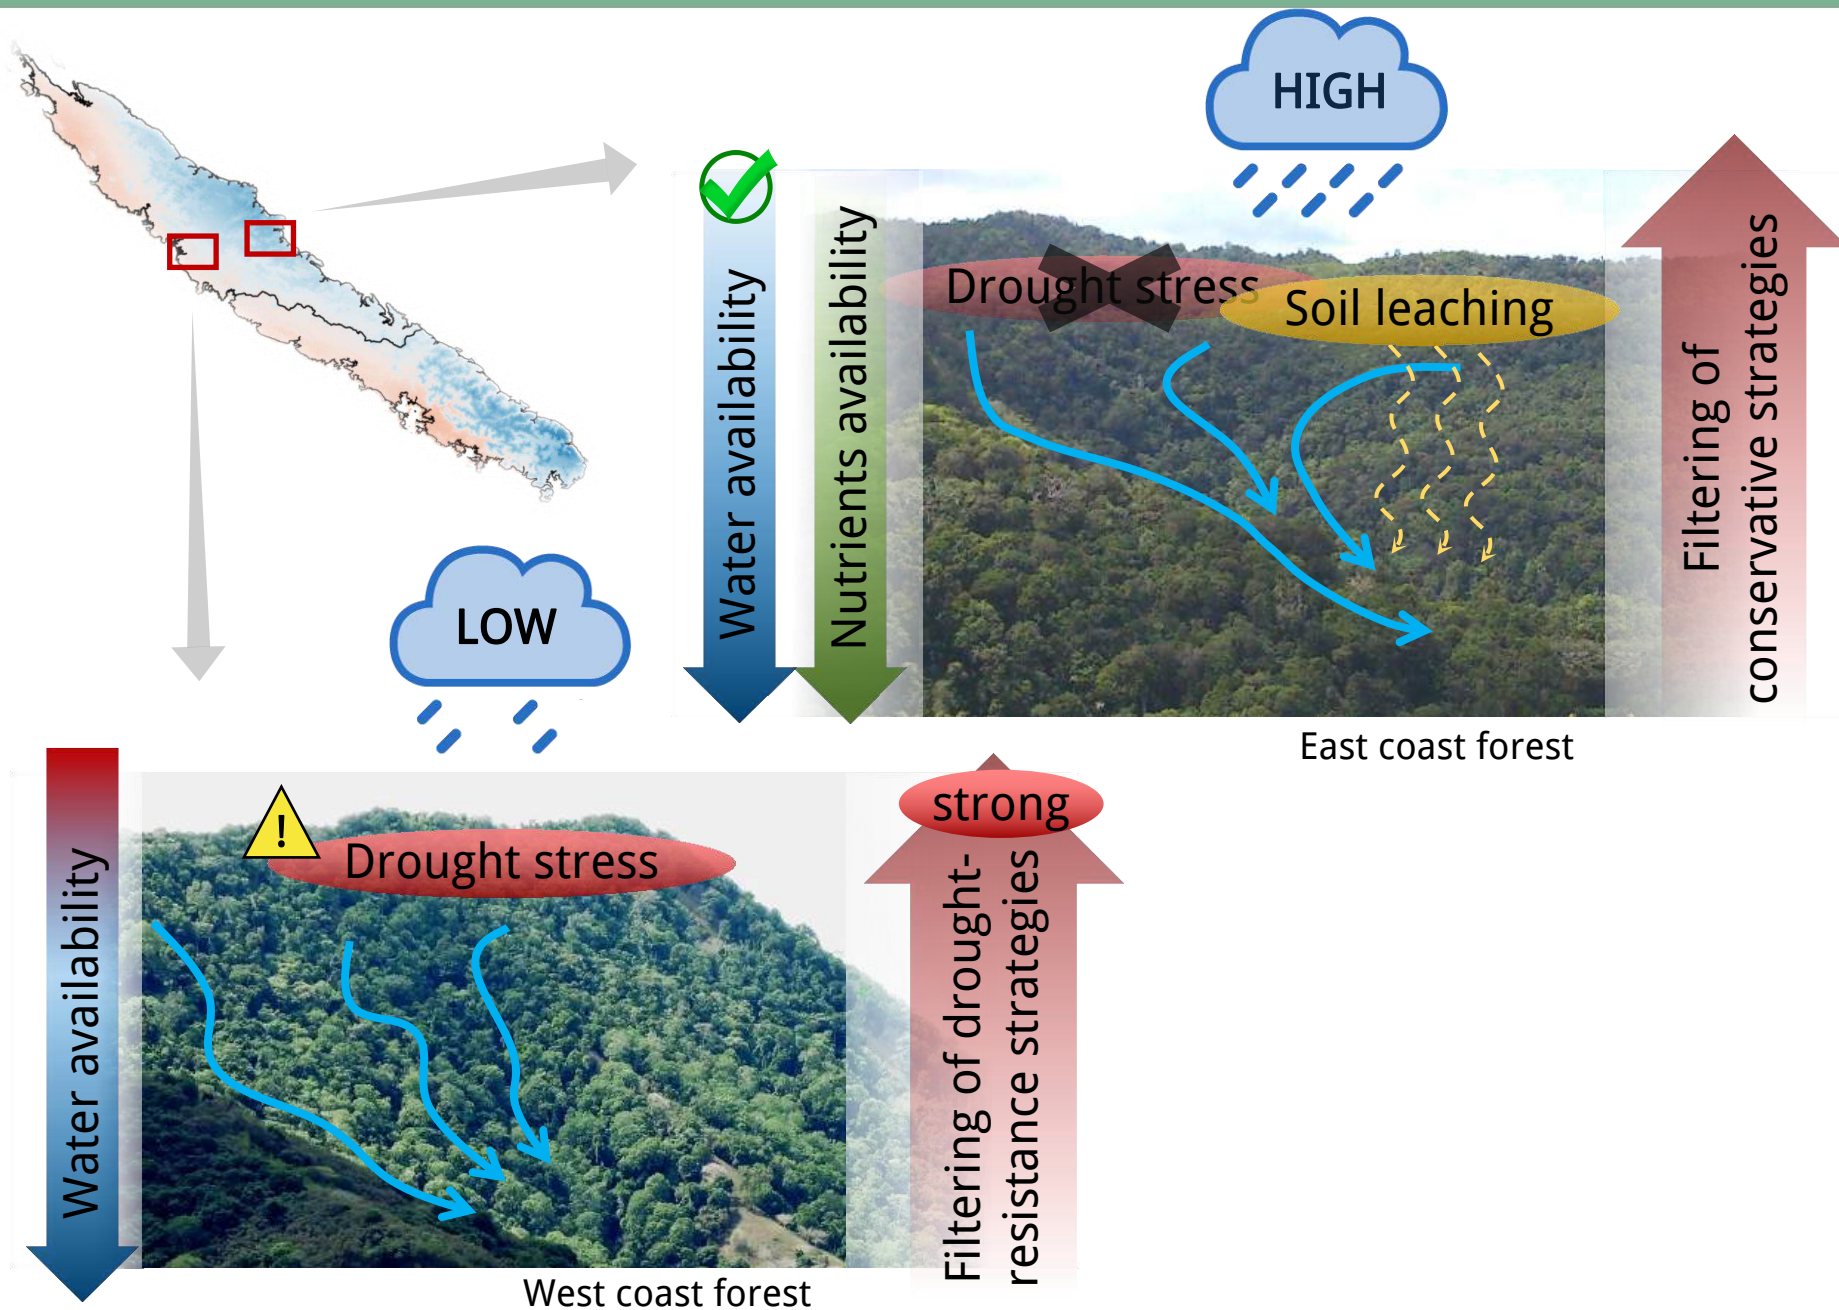 HIGH
Water availability
Nutrients availability
Drought stress
Soil leaching
Filtering of
conservative strategies
East coast forest
LOW
Water availability
!
Drought stress
strong
Filtering of drought-
resistance strategies
West coast forest